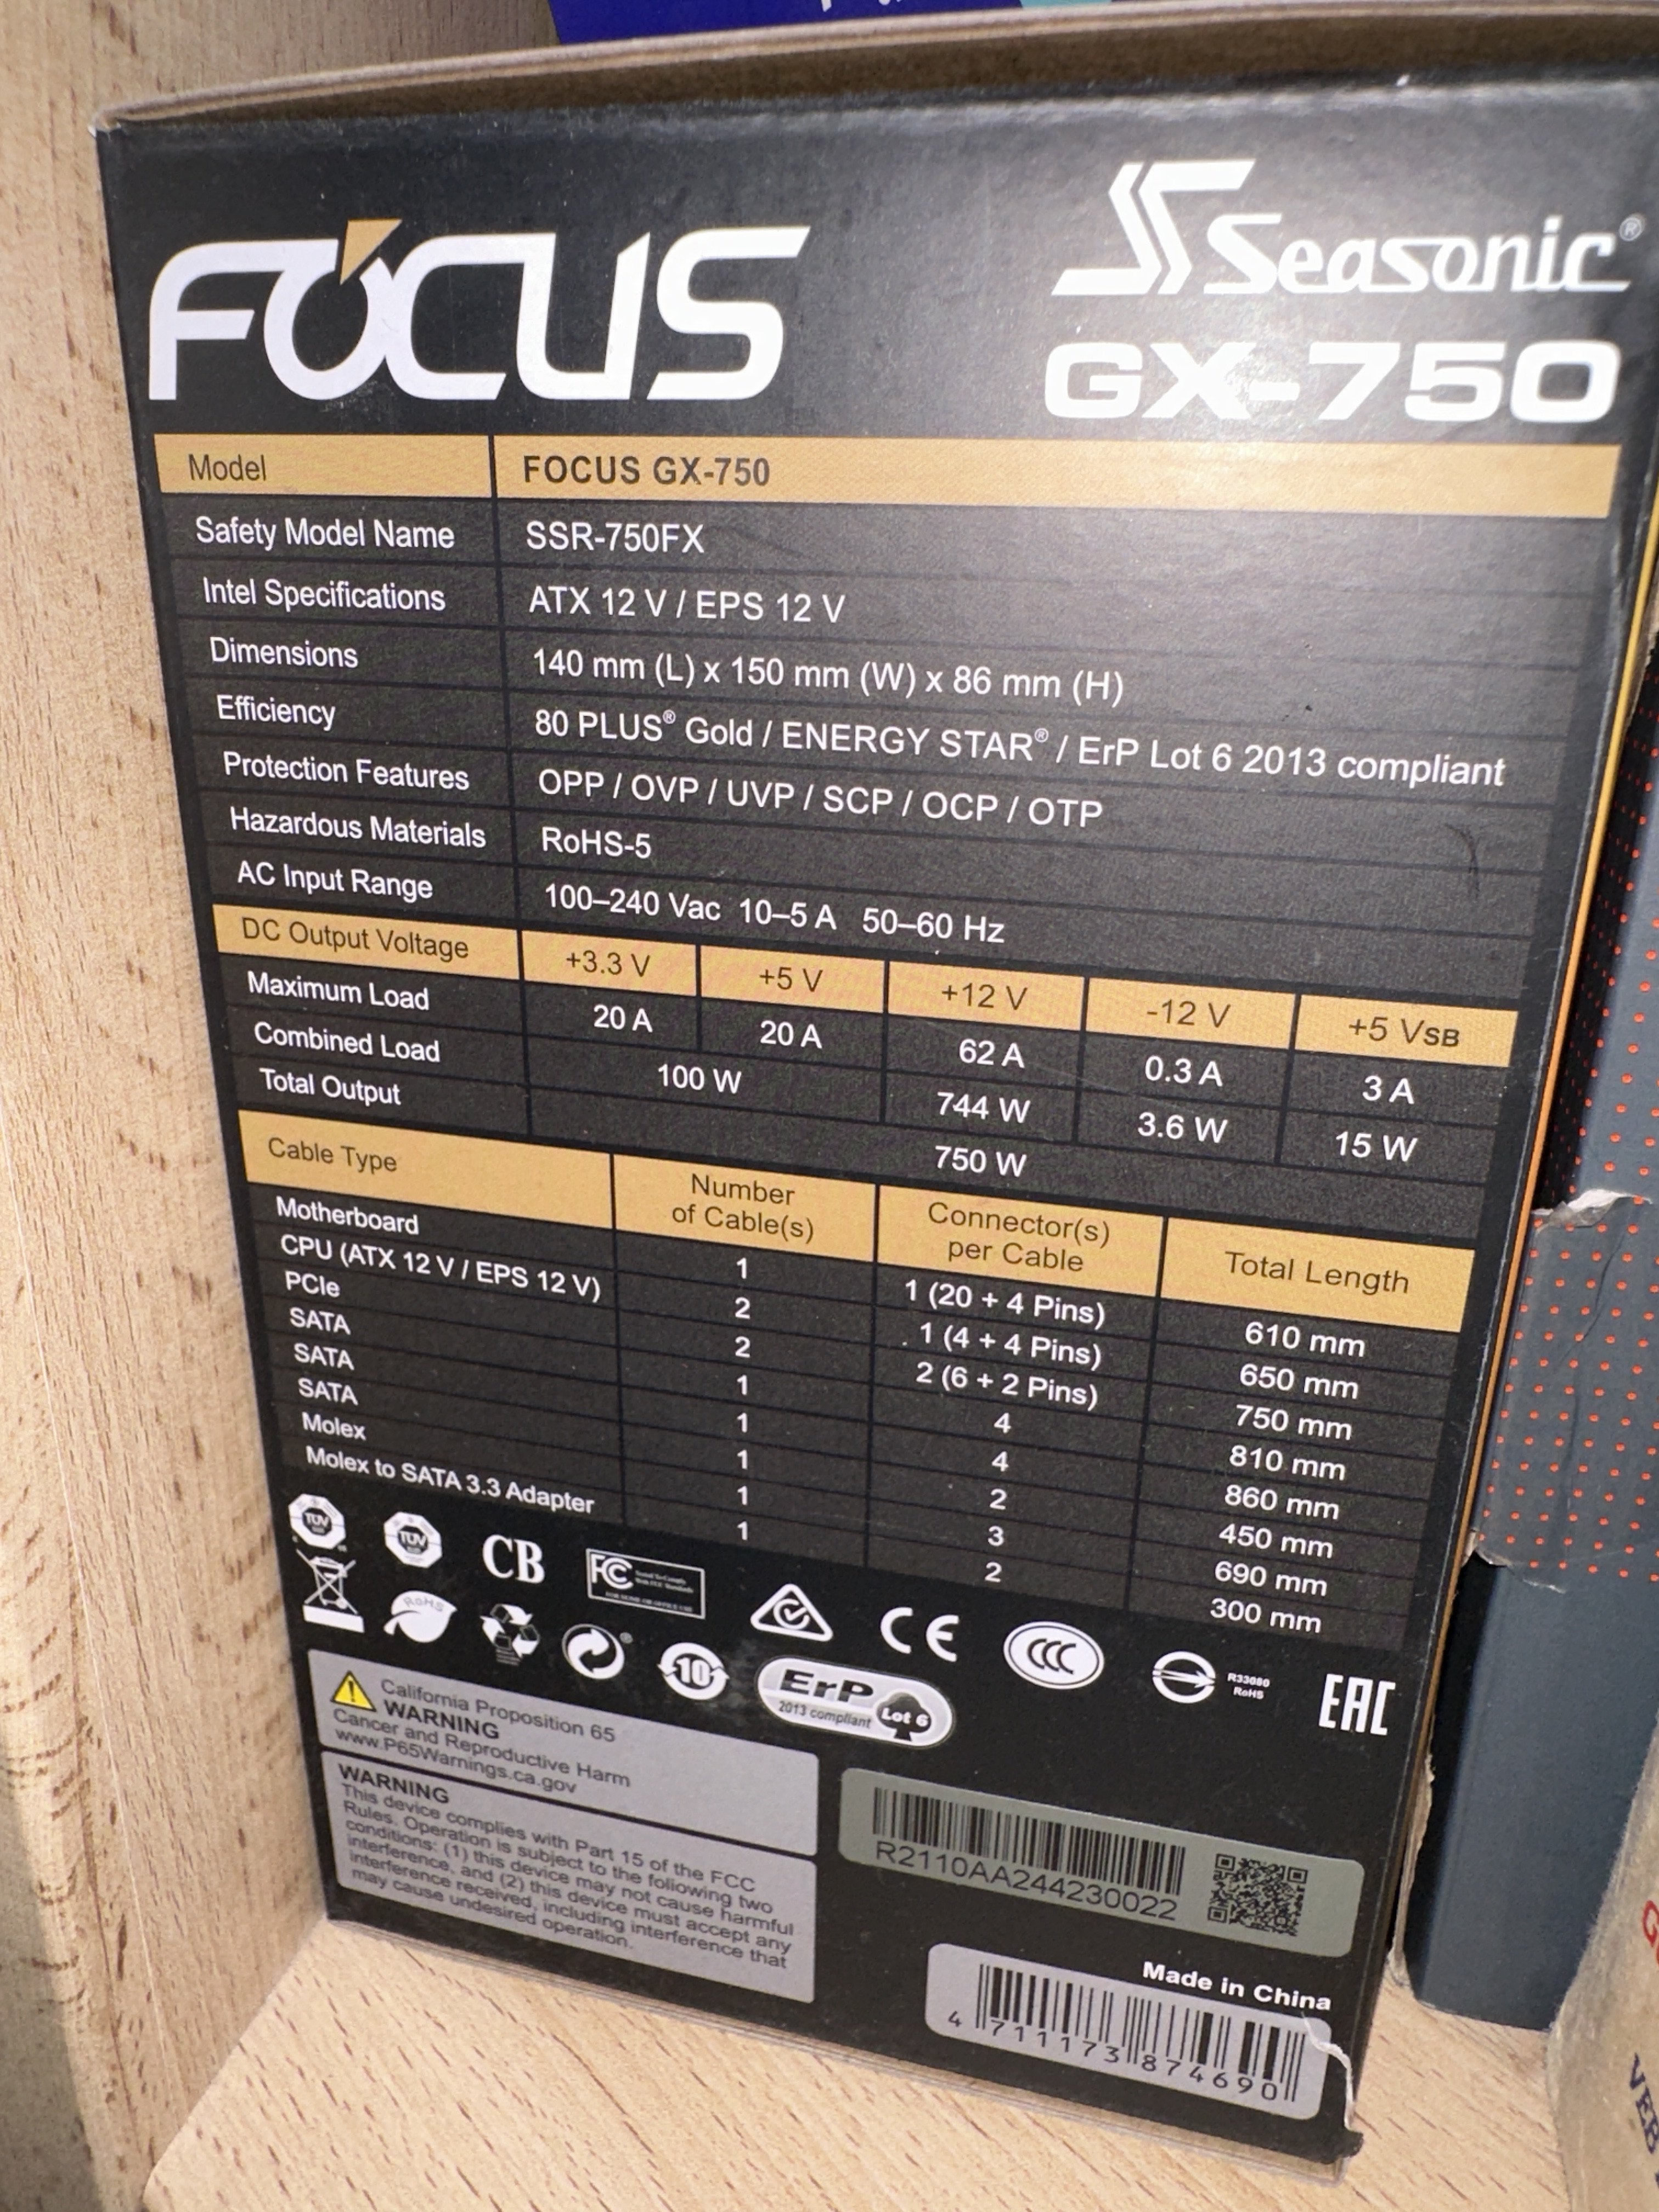 FOCUS
Seasonic®
GX-750
Model FOCUS GX-750
Safety Model Name SSR-750FX
Intel Specifications ATX 12 V / EPS 12 V
Dimensions 140 mm (L) x 150 mm (W) x 86 mm (H)
Efficiency 80 PLUS® Gold / ENERGY STAR® / ErP Lot 6 2013 compliant
Protection Features OPP / OVP / UVP / SCP / OCP / OTP
Hazardous Materials RoHS-5
AC Input Range 100–240 Vac 10–5 A 50–60 Hz
DC Output Voltage +3.3 V +5 V +12 V -12 V +5 VSB
Maximum Load 20 A 20 A 62 A 0.3 A 3 A
Combined Load 100 W 744 W 3.6 W 15 W
Total Output 750 W
Cable Type Number of Cable(s) Connector(s) per Cable Total Length
Motherboard 1 1 (20 + 4 Pins) 610 mm
CPU (ATX 12 V / EPS 12 V) 2 1 (4 + 4 Pins) 650 mm
PCIe 2 2 (6 + 2 Pins) 750 mm
SATA 1 4 810 mm
SATA 1 4 860 mm
SATA 1 2 450 mm
Molex 1 3 690 mm
Molex to SATA 3.3 Adapter 1 2 300 mm
TÜV TÜV CB FC CE CCC R33080 RoHS EAC
RoHS 10 ErP 2013 compliant Lot 6
California Proposition 65
WARNING
Cancer and Reproductive Harm
www.P65Warnings.ca.gov
WARNING
This device complies with Part 15 of the FCC
Rules. Operation is subject to the following two
conditions: (1) this device may not cause harmful
interference, and (2) this device must accept any
interference received, including interference that
may cause undesired operation.
R2110AA244230022
Made in China
4 711173 874690